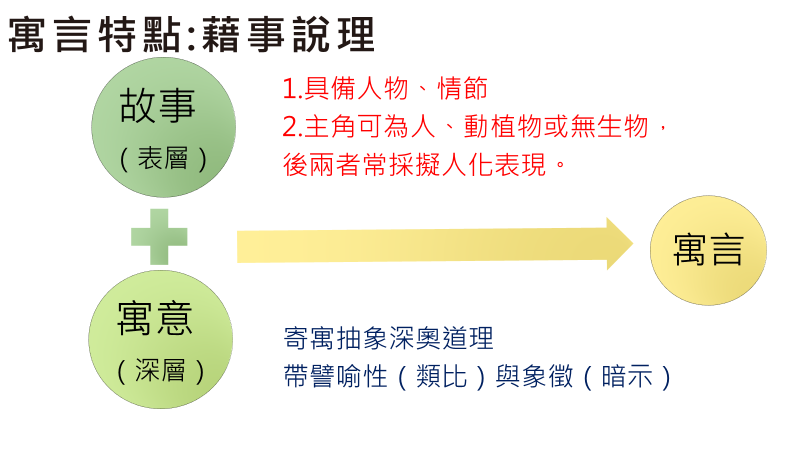 寓言特點:藉事說理
故事
（表層）
1.具備人物、情節
2.主角可為人、動植物或無生物，
後兩者常採擬人化表現。
寓言
寓意
（深層）
寄寓抽象深奧道理
帶譬喻性（類比）與象徵（暗示）